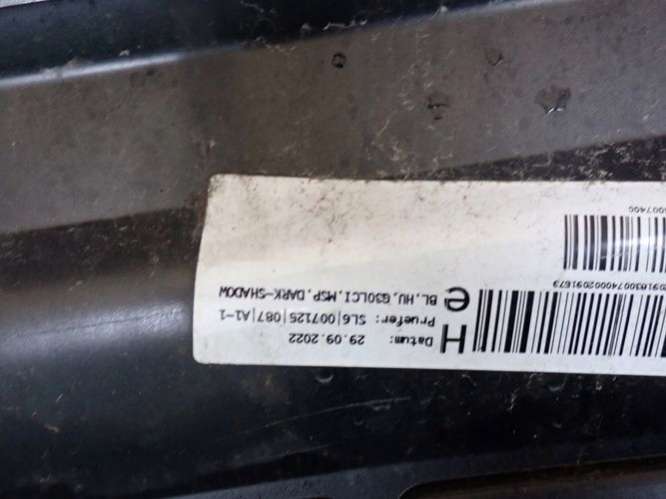 H
Datum: 29.09.2022
Pruefer: SL6|007125|087|A1-1
e
BL,HU,G30LCI,MSP,DARK-SHADOW